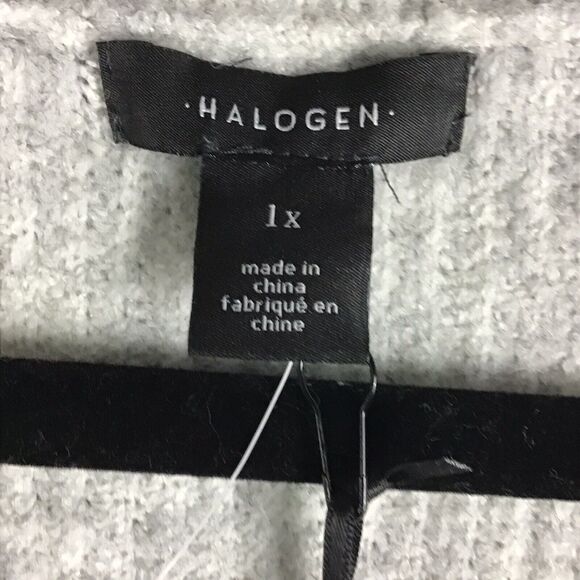 ·HALOGEN·
1x
made in
china
fabriqué en
chine